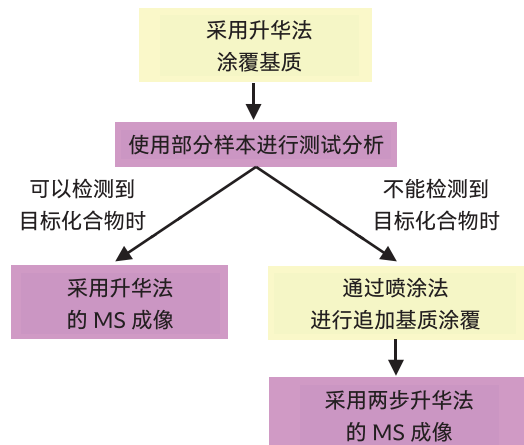 采用升华法
涂覆基质
使用部分样本进行测试分析
可以检测到
目标化合物时
不能检测到
目标化合物时
采用升华法
的 MS 成像
通过喷涂法
进行追加基质涂覆
采用两步升华法
的 MS 成像